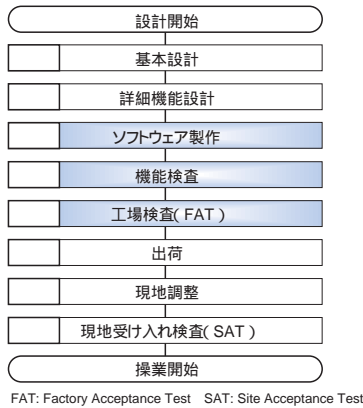 設計開始
基本設計
詳細機能設計
ソフトウェア製作
機能検査
工場検査(FAT)
出荷
現地調整
現地受け入れ検査(SAT)
操業開始
FAT: Factory Acceptance Test SAT: Site Acceptance Test